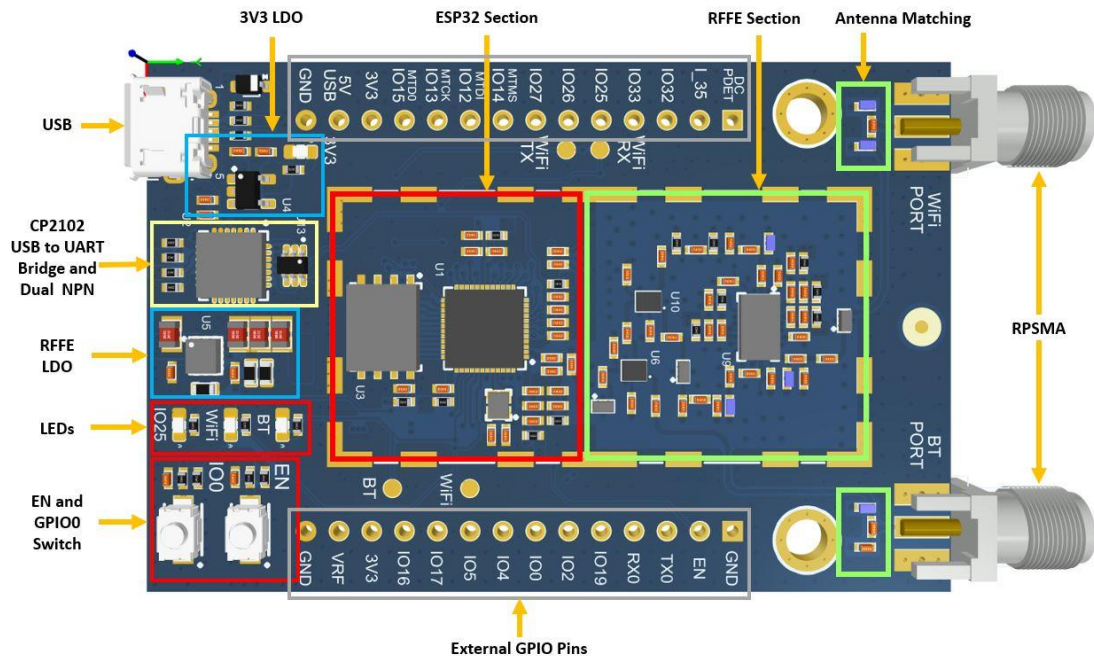 3V3 LDO
ESP32 Section
RFFE Section
Antenna Matching
USB
1
GND
5V
USB
3V3
IO15
MTD0
IO13
MTCK
IO12
MTDI
IO14
MTMS
IO27
IO26
IO25
IO33
IO32
I_35
DC
PDET
3V3
WiFi
TX
WiFi
RX
5
U4
U2
CP2102
USB to UART
Bridge and
Dual NPN
U1
U3
U10
U6
U9
WiFi
PORT
RPSMA
RFFE
LDO
U5
LEDs
IO25
WiFi
BT
BT
PORT
EN and
GPIO0
Switch
IO0
EN
BT
WiFi
GND
VRF
3V3
IO16
IO17
IO5
IO4
IO0
IO2
IO19
RX0
TX0
EN
GND
External GPIO Pins